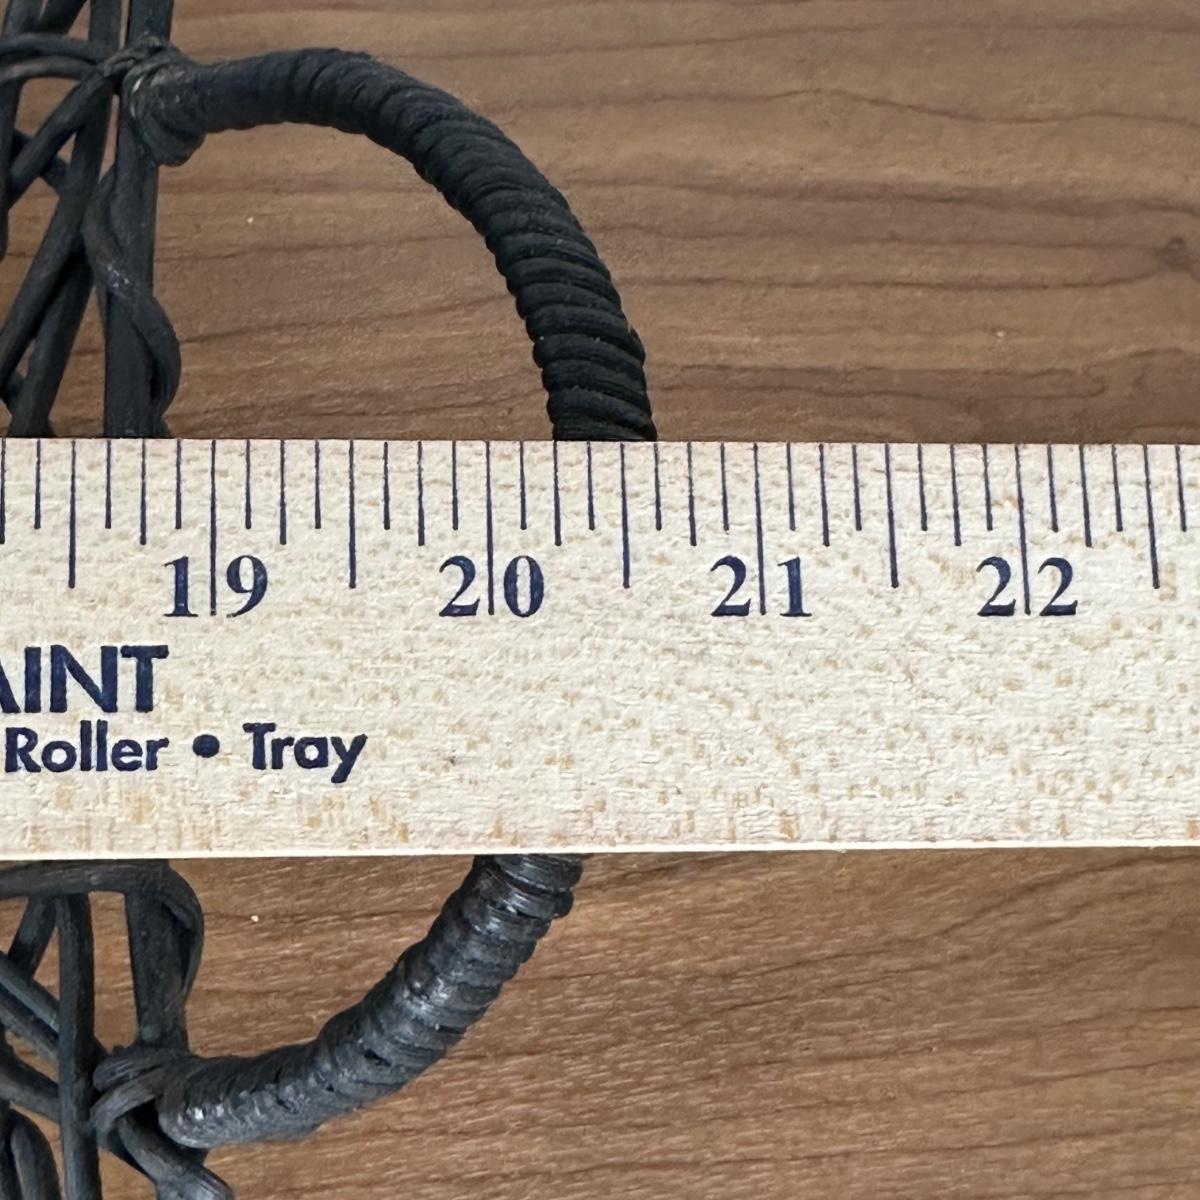 19 20 21 22
AINT
Roller • Tray